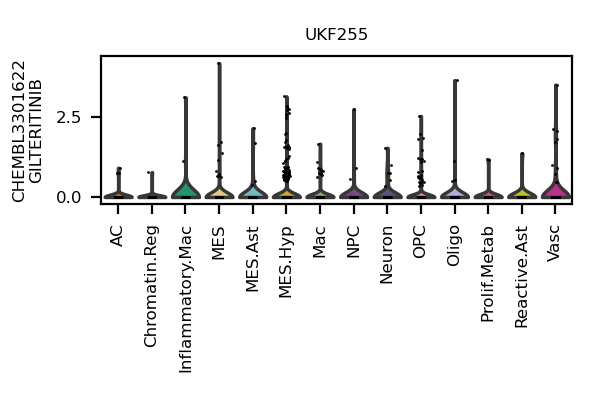 UKF255
CHEMBL3301622
GILTERITINIB
2.5
0.0
AC
Chromatin.Reg
Inflammatory.Mac
MES
MES.Ast
MES.Hyp
Mac
NPC
Neuron
OPC
Oligo
Prolif.Metab
Reactive.Ast
Vasc